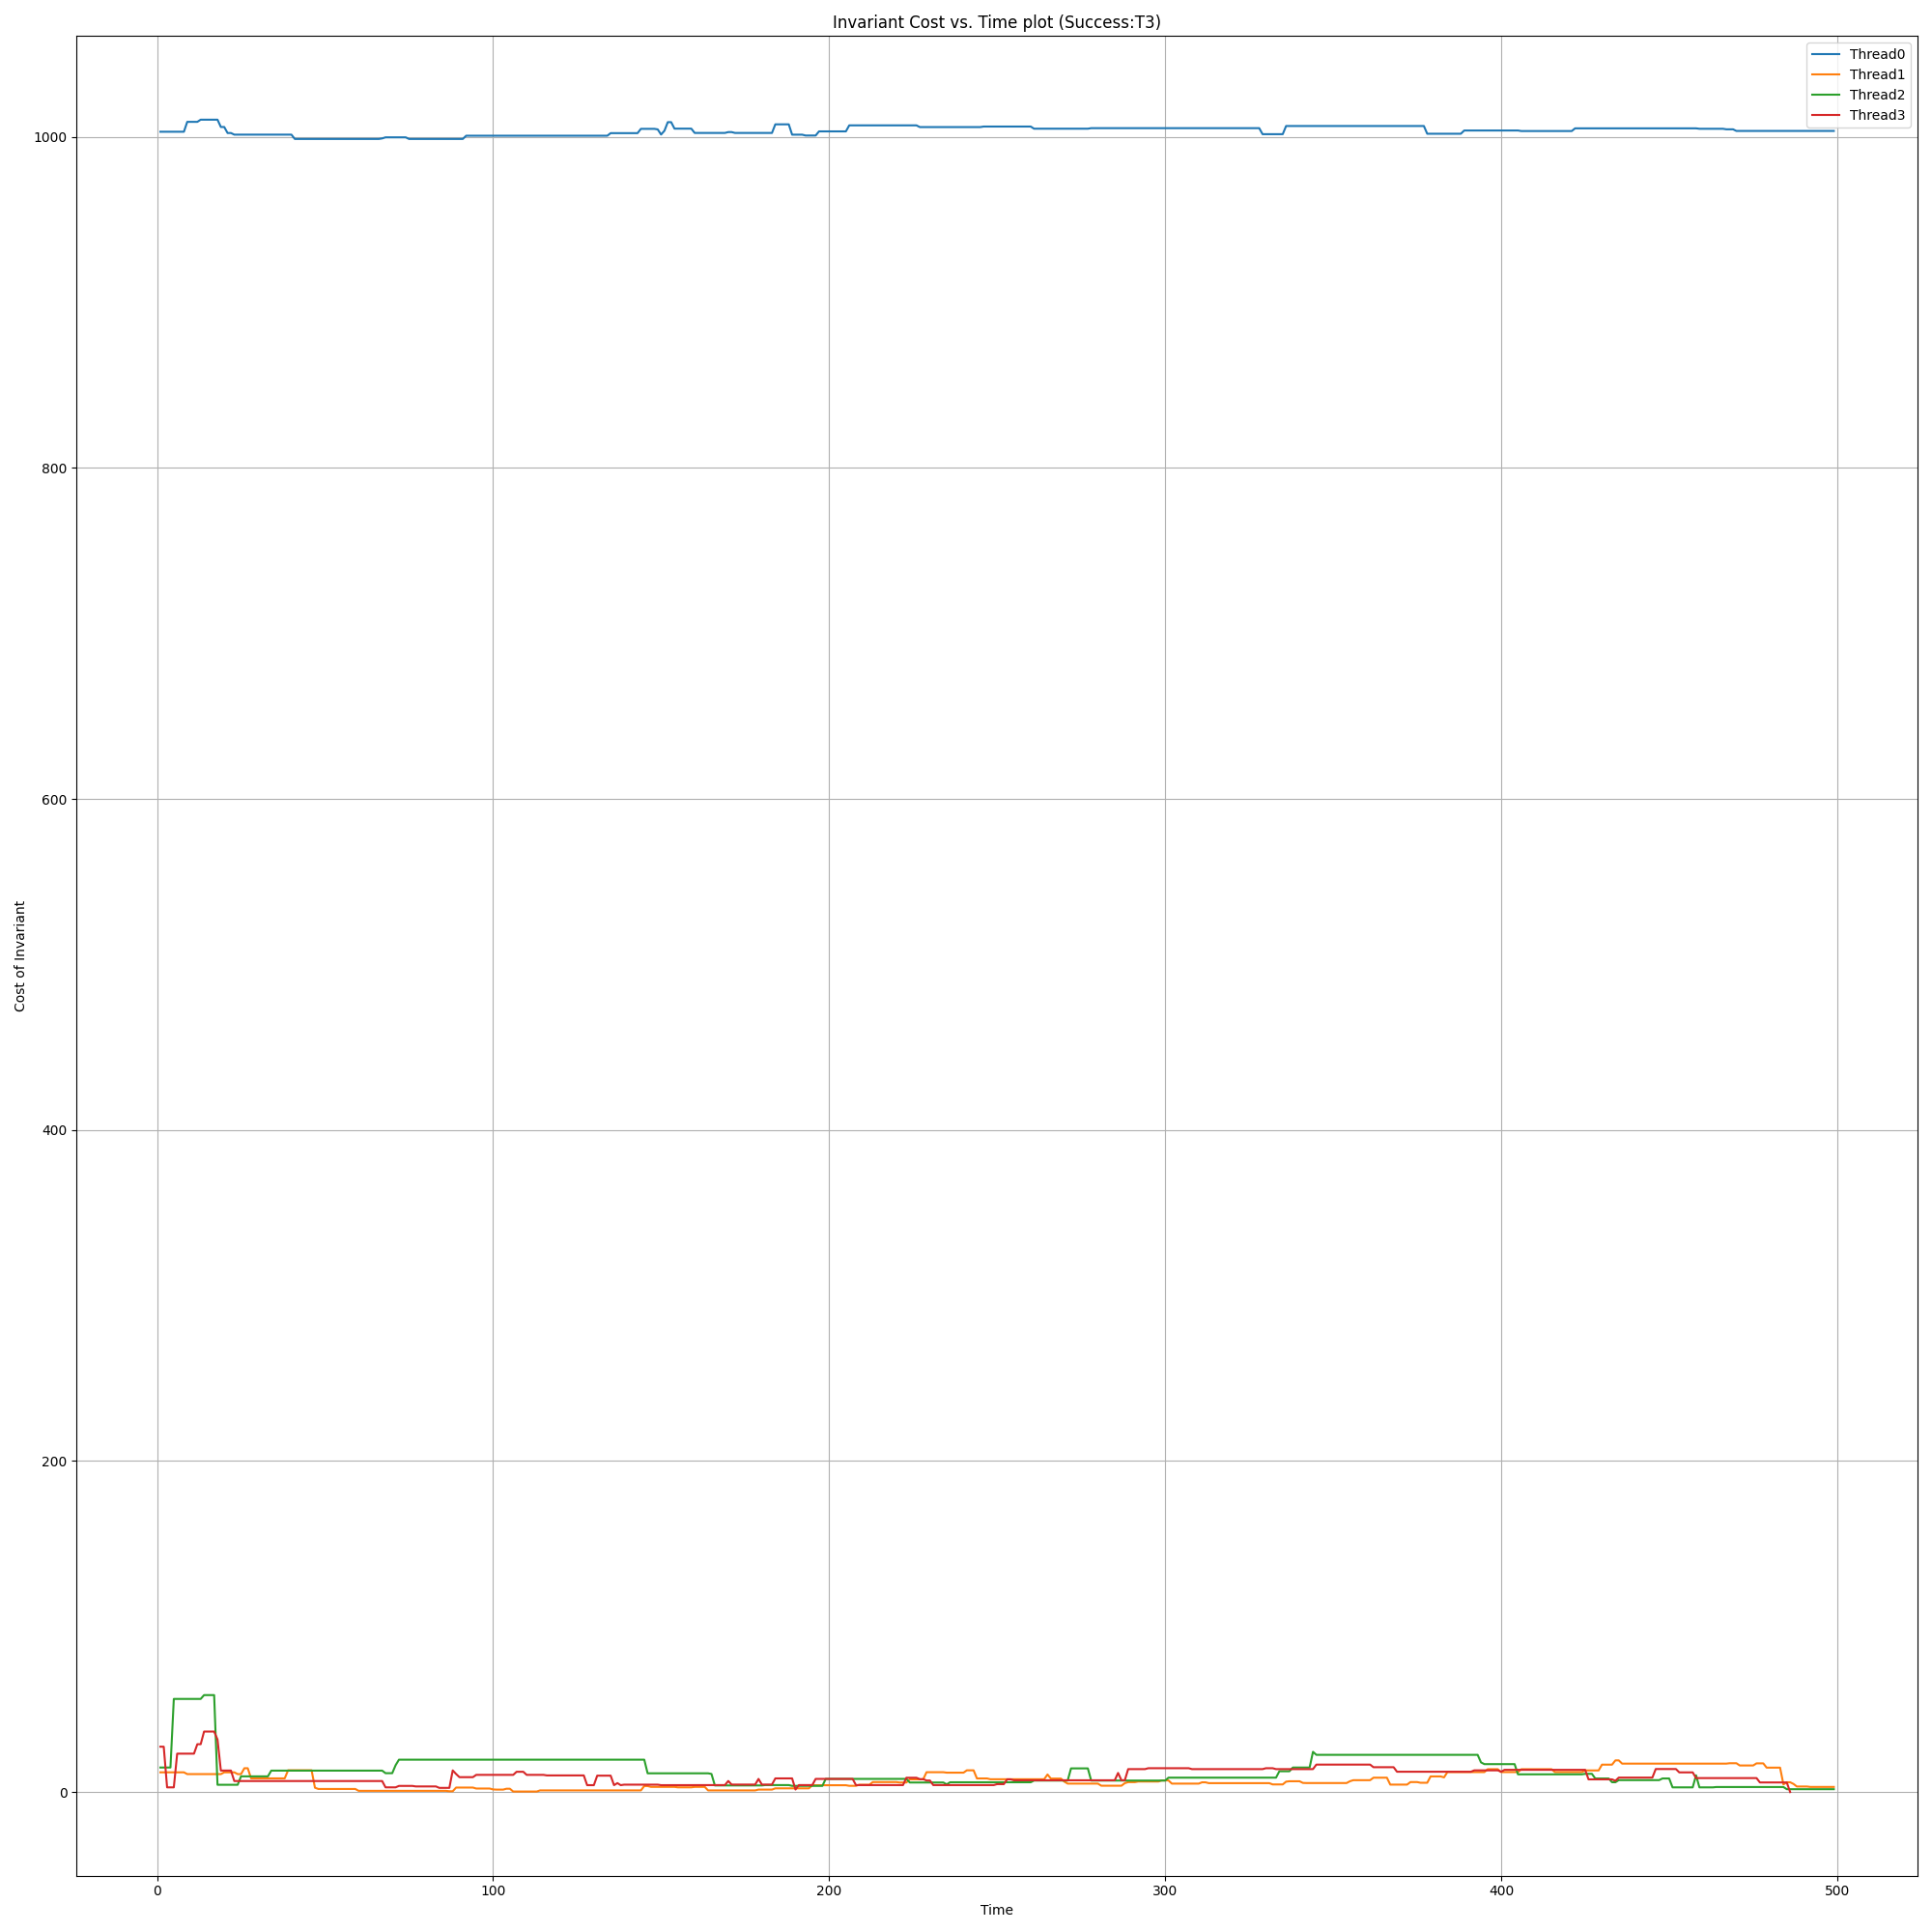 Invariant Cost vs. Time plot (Success:T3)
Thread0
Thread1
Thread2
Thread3
1000
800
600
400
200
0
Cost of Invariant
0 100 200 300 400 500
Time